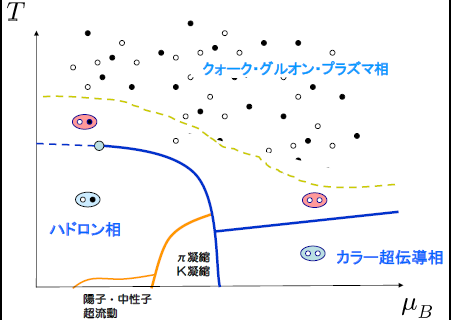 T
クォーク・グルオン・プラズマ相
ハドロン相
π凝縮
K凝縮
カラー超伝導相
陽子・中性子
超流動
μB